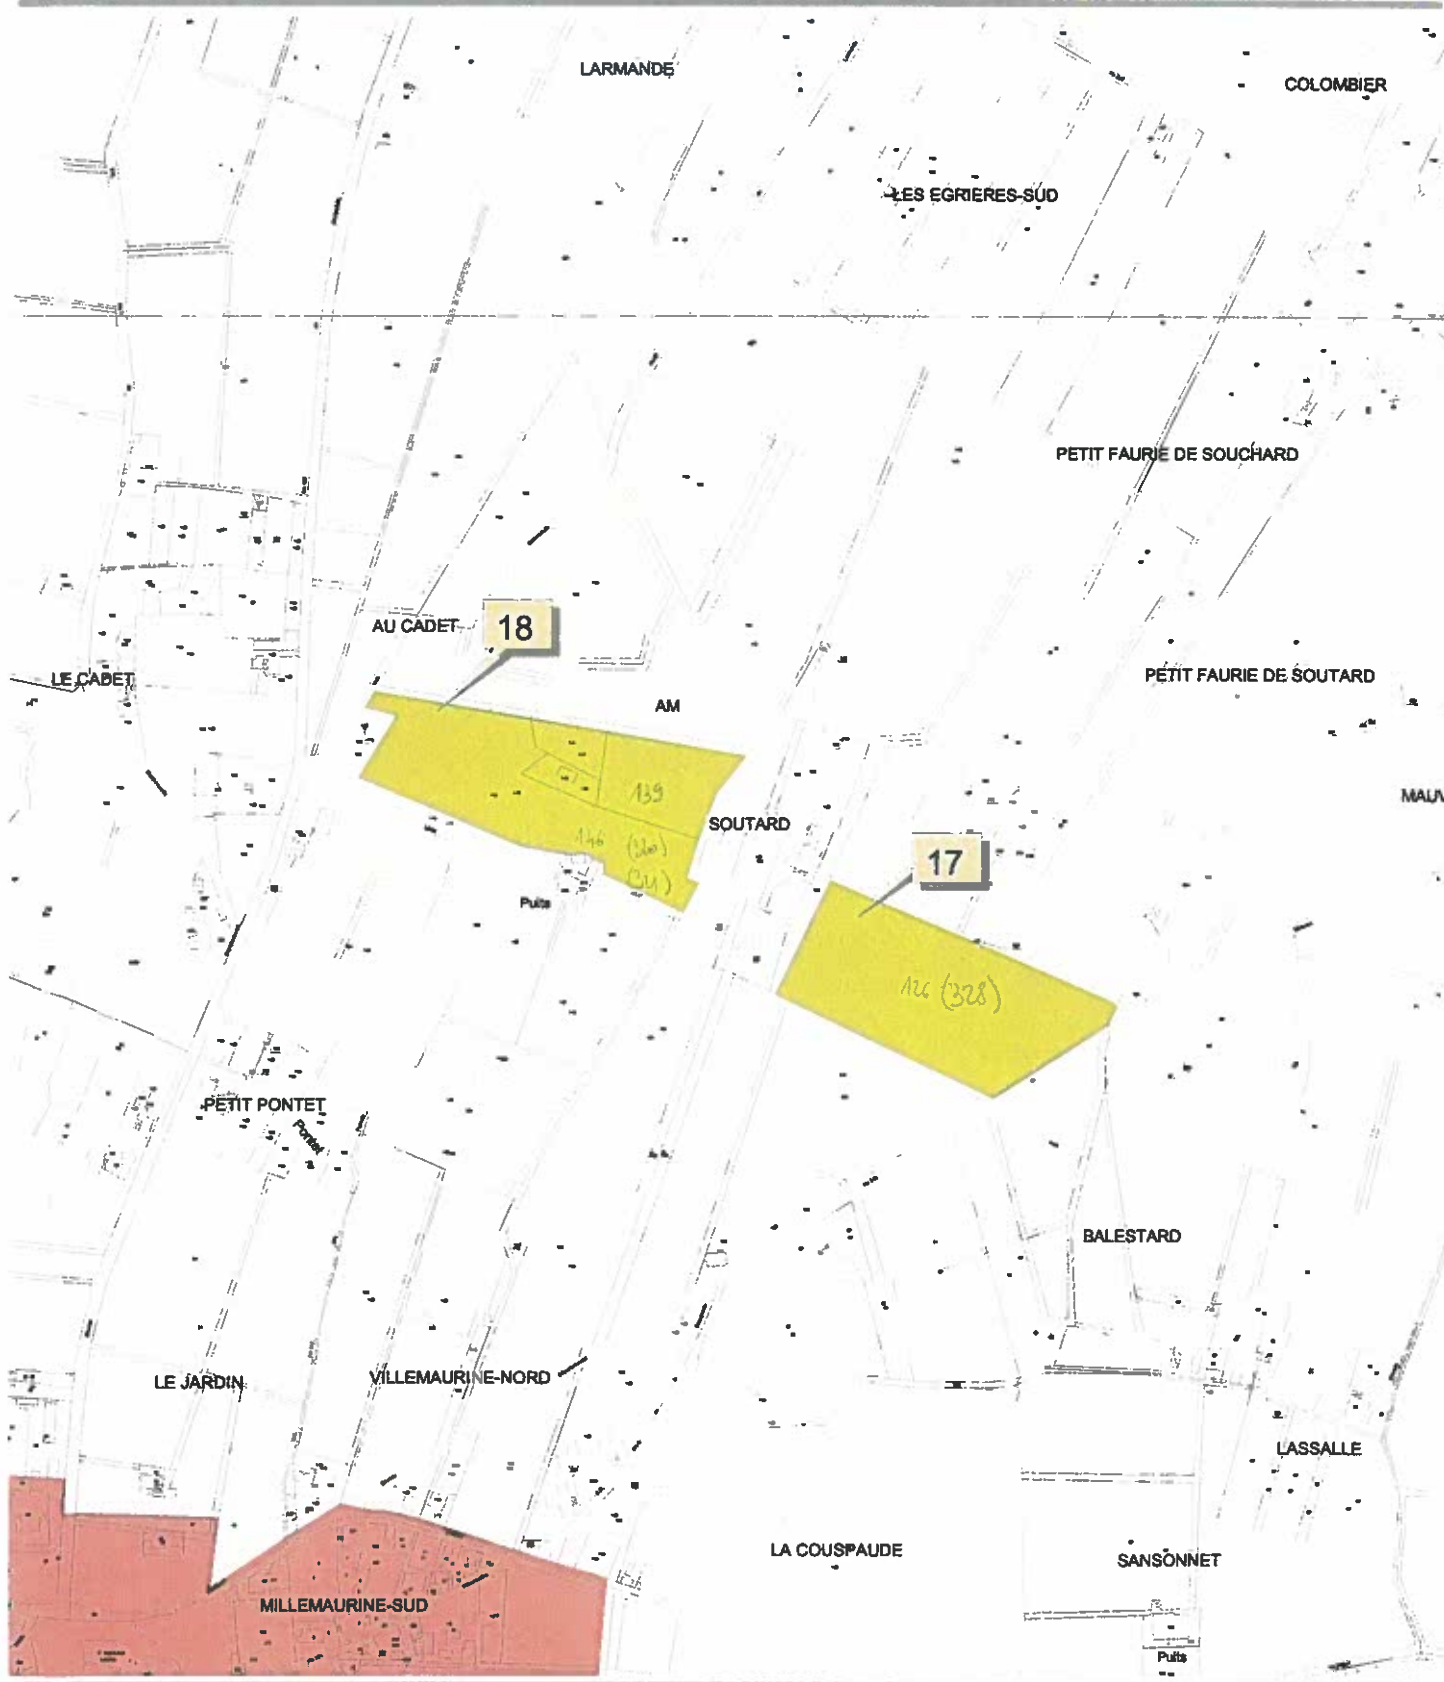 LARMANDE
COLOMBIER
LES EGRIERES-SUD
PETIT FAURIE DE SOUCHARD
18
AU CADET
LE CADET
PETIT FAURIE DE SOUTARD
AM
139
MAUV
SOUTARD
146
17
Puits
126 (328)
PETIT PONTET
Pontet
BALESTARD
LE JARDIN
VILLEMAURINE-NORD
LASSALLE
LA COUSPAUDE
SANSONNET
MILLEMAURINE-SUD
Puits